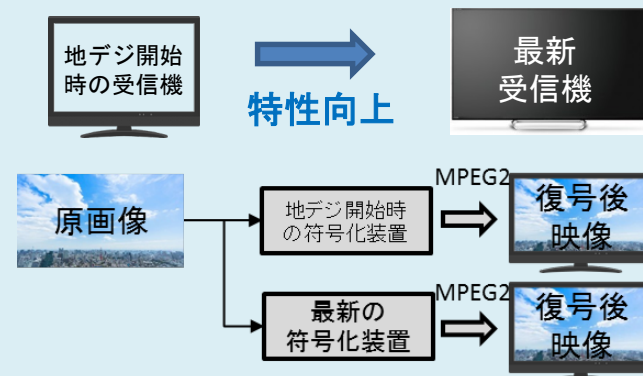 地デジ開始
時の受信機
特性向上
最新
受信機
原画像
地デジ開始時
の符号化装置
MPEG2
復号後
映像
最新の
符号化装置
MPEG2
復号後
映像